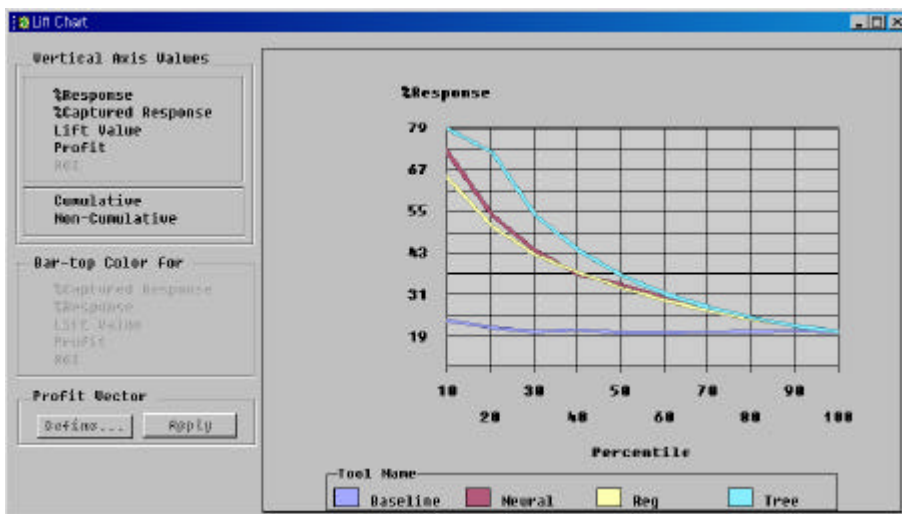 Lift Chart
Vertical Axis Values
%Response
%Captured Response
Lift Value
Profit
ROI
Cumulative
Non-Cumulative
Bar-top Color for
%Captured Response
%Response
Lift Value
Profit
ROI
Profit Vector
Define... Apply
%Response
79
67
55
43
31
19
10 30 50 70 90
20 40 60 80 100
Percentile
Tool Name
Baseline Neural Reg Tree